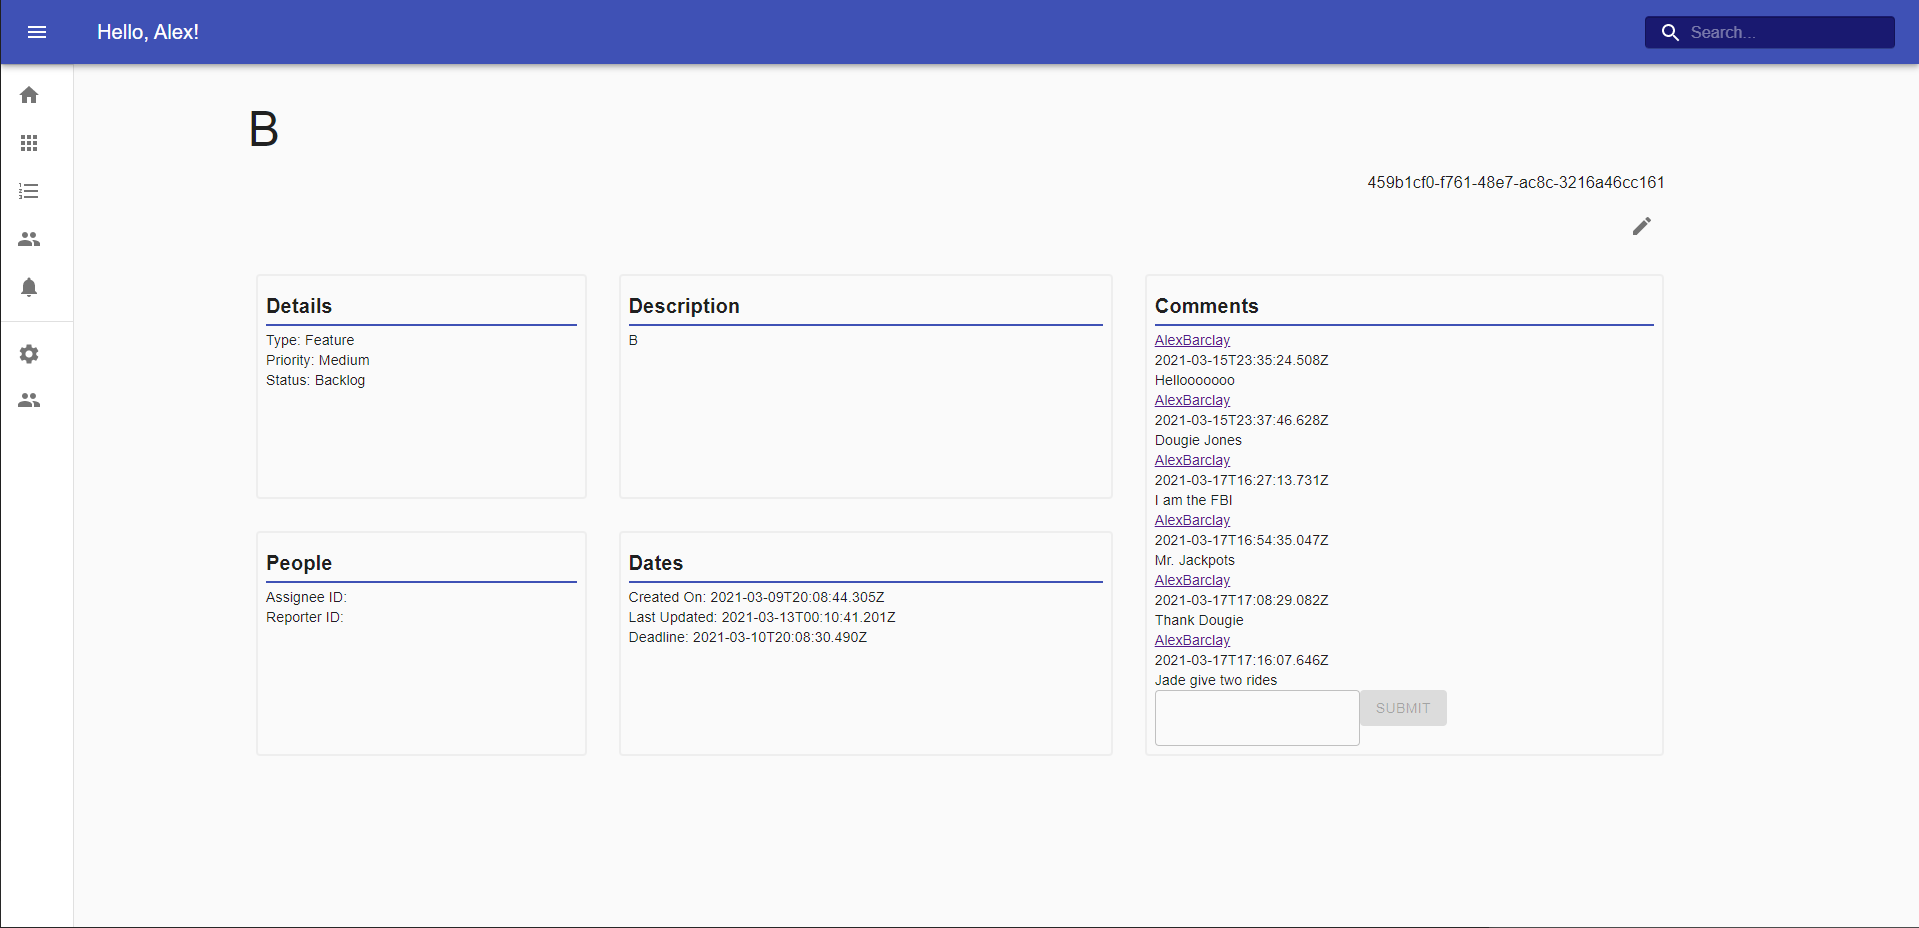 Hello, Alex!
Search...
B
459b1cf0-f761-48e7-ac8c-3216a46cc161
Details
Type: Feature
Priority: Medium
Status: Backlog
Description
B
People
Assignee ID:
Reporter ID:
Dates
Created On: 2021-03-09T20:08:44.305Z
Last Updated: 2021-03-13T00:10:41.201Z
Deadline: 2021-03-10T20:08:30.490Z
Comments
AlexBarclay
2021-03-15T23:35:24.508Z
Hellooooooo
AlexBarclay
2021-03-15T23:37:46.628Z
Dougie Jones
AlexBarclay
2021-03-17T16:27:13.731Z
I am the FBI
AlexBarclay
2021-03-17T16:54:35.047Z
Mr. Jackpots
AlexBarclay
2021-03-17T17:08:29.082Z
Thank Dougie
AlexBarclay
2021-03-17T17:16:07.646Z
Jade give two rides
SUBMIT